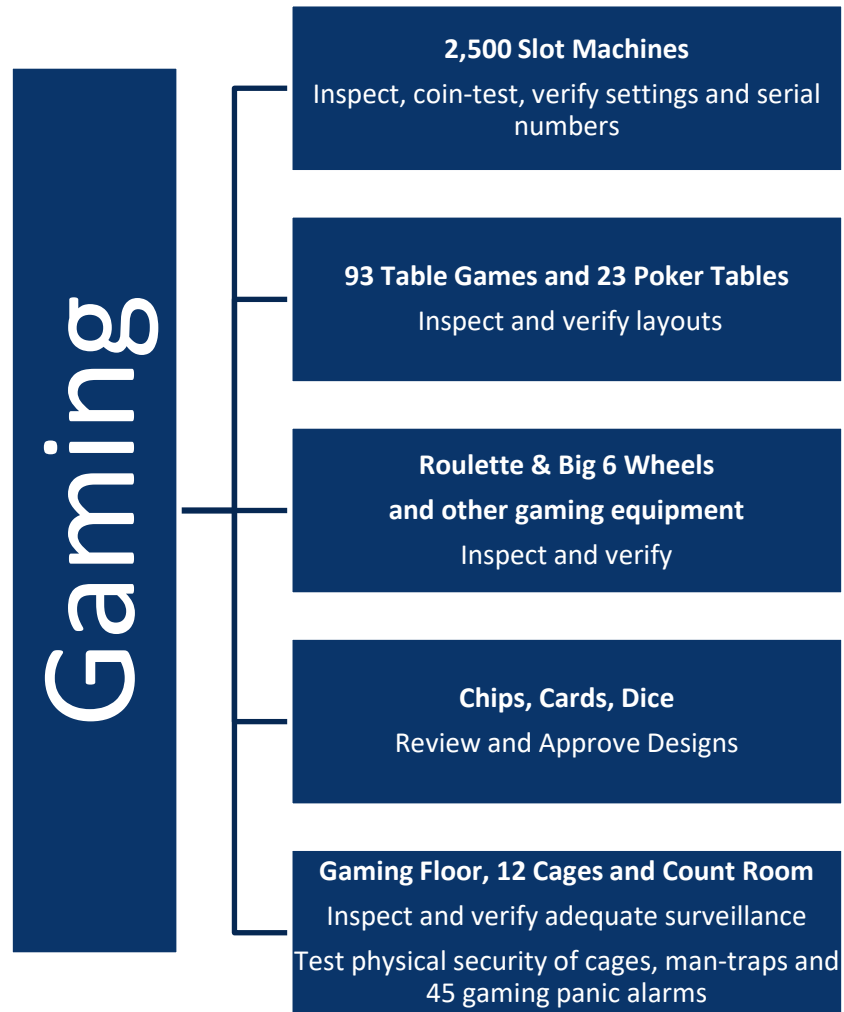 Gaming
2,500 Slot Machines
Inspect, coin-test, verify settings and serial
numbers
93 Table Games and 23 Poker Tables
Inspect and verify layouts
Roulette & Big 6 Wheels
and other gaming equipment
Inspect and verify
Chips, Cards, Dice
Review and Approve Designs
Gaming Floor, 12 Cages and Count Room
Inspect and verify adequate surveillance
Test physical security of cages, man-traps and
45 gaming panic alarms